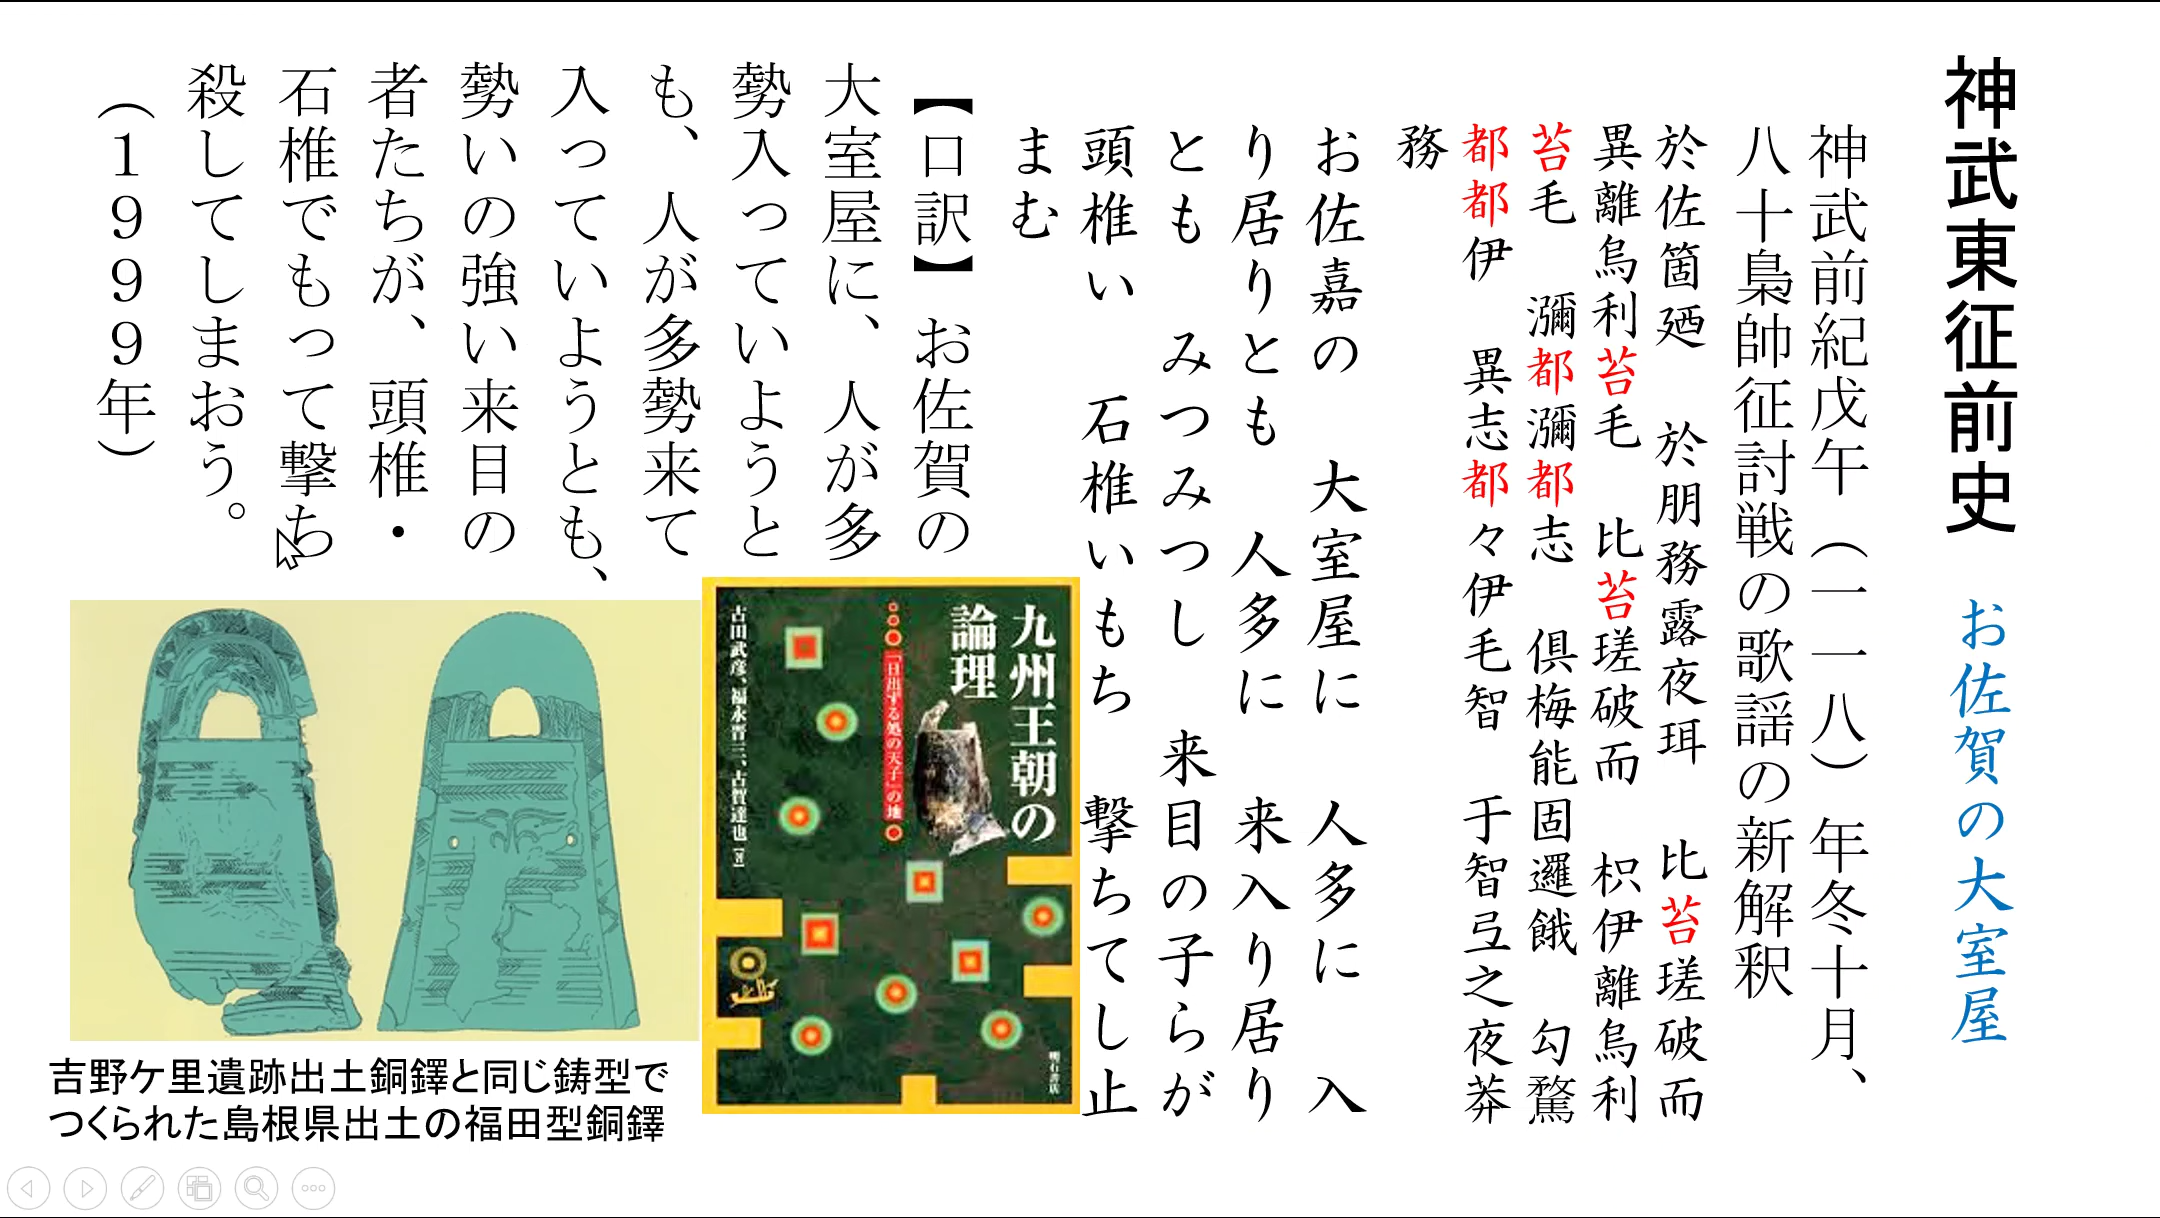 神武東征前史 お佐賀の大室屋
神武前紀戊午(一一八)年冬十月、
八十梟帥征討戦の歌謡の新解釈
於佐箇廼 於朋務露夜珥 比苔瑳破而
異離烏利苔毛 比苔瑳破而 枳伊離烏利
苔毛 瀰都瀰都志 倶梅能固邏餓 勾騖
都都伊 異志都々伊毛智 于智弖之夜莽
務
お佐嘉の 大室屋に 人多に 入
り居りとも 人多に 来入り居り
とも みつみつし 来目の子らが
頭椎い 石椎いもち 撃ちてし止
まむ
【口訳】お佐賀の
大室屋に、人が多
勢入っていようと
も、人が多勢来て
入っていようとも、
勢いの強い来目の
者たちが、頭椎・
石椎でもって撃ち
殺してしまおう。
(1999年)
九州王朝の
論理
「日出ずる処の天子」の地
古田武彦、福永晋三、古賀達也[著]
明石書店
吉野ケ里遺跡出土銅鐸と同じ鋳型で
つくられた島根県出土の福田型銅鐸